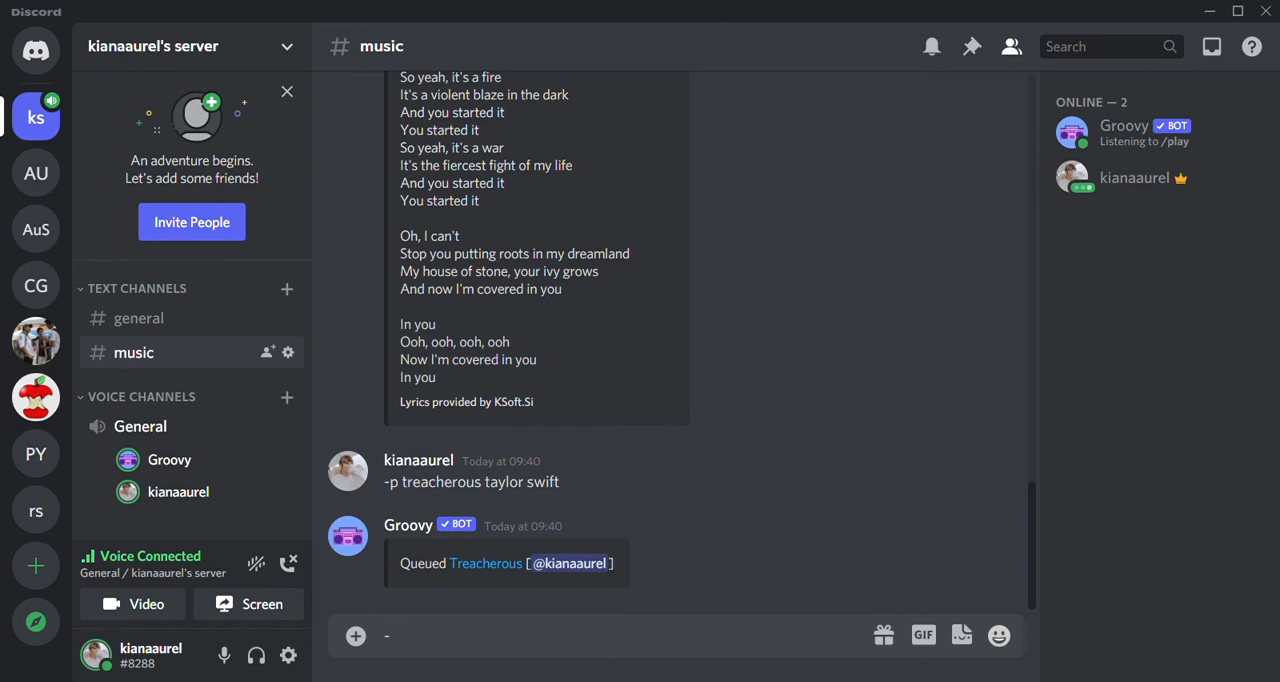 Discord
kianaaurel's server
ks
AU
AuS
CG
PY
rs
An adventure begins.
Let's add some friends!
Invite People
TEXT CHANNELS
# general
# music
VOICE CHANNELS
General
Groovy
kianaaurel
Voice Connected
General / kianaaurel's server
Video
Screen
kianaaurel
#8288
# music
Search
So yeah, it's a fire
It's a violent blaze in the dark
And you started it
You started it
So yeah, it's a war
It's the fiercest fight of my life
And you started it
You started it
Oh, I can't
Stop you putting roots in my dreamland
My house of stone, your ivy grows
And now I'm covered in you
In you
Ooh, ooh, ooh, ooh
Now I'm covered in you
In you
Lyrics provided by KSoft.Si
kianaaurel Today at 09:40
-p treacherous taylor swift
Groovy BOT Today at 09:40
Queued Treacherous [@kianaaurel]
-
GIF
ONLINE — 2
Groovy BOT
Listening to /play
kianaaurel